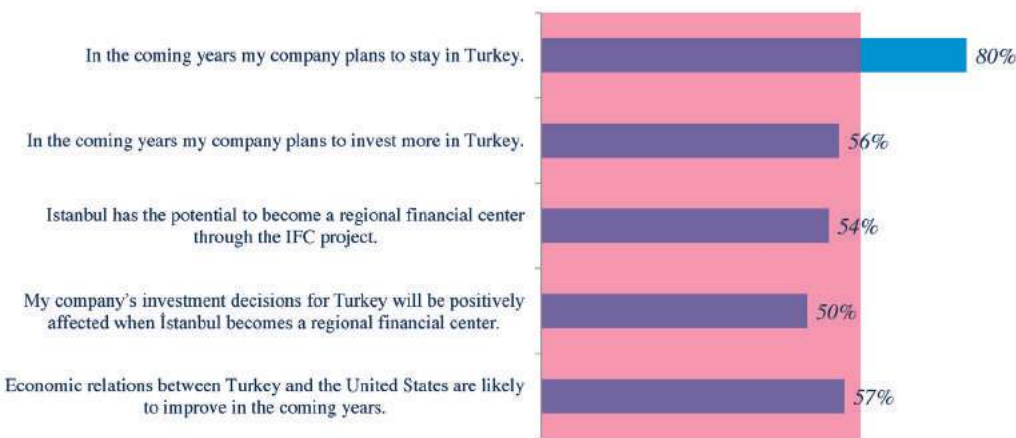 In the coming years my company plans to stay in Turkey.
80%
In the coming years my company plans to invest more in Turkey.
56%
Istanbul has the potential to become a regional financial center
through the IFC project.
54%
My company's investment decisions for Turkey will be positively
affected when İstanbul becomes a regional financial center.
50%
Economic relations between Turkey and the United States are likely
to improve in the coming years.
57%